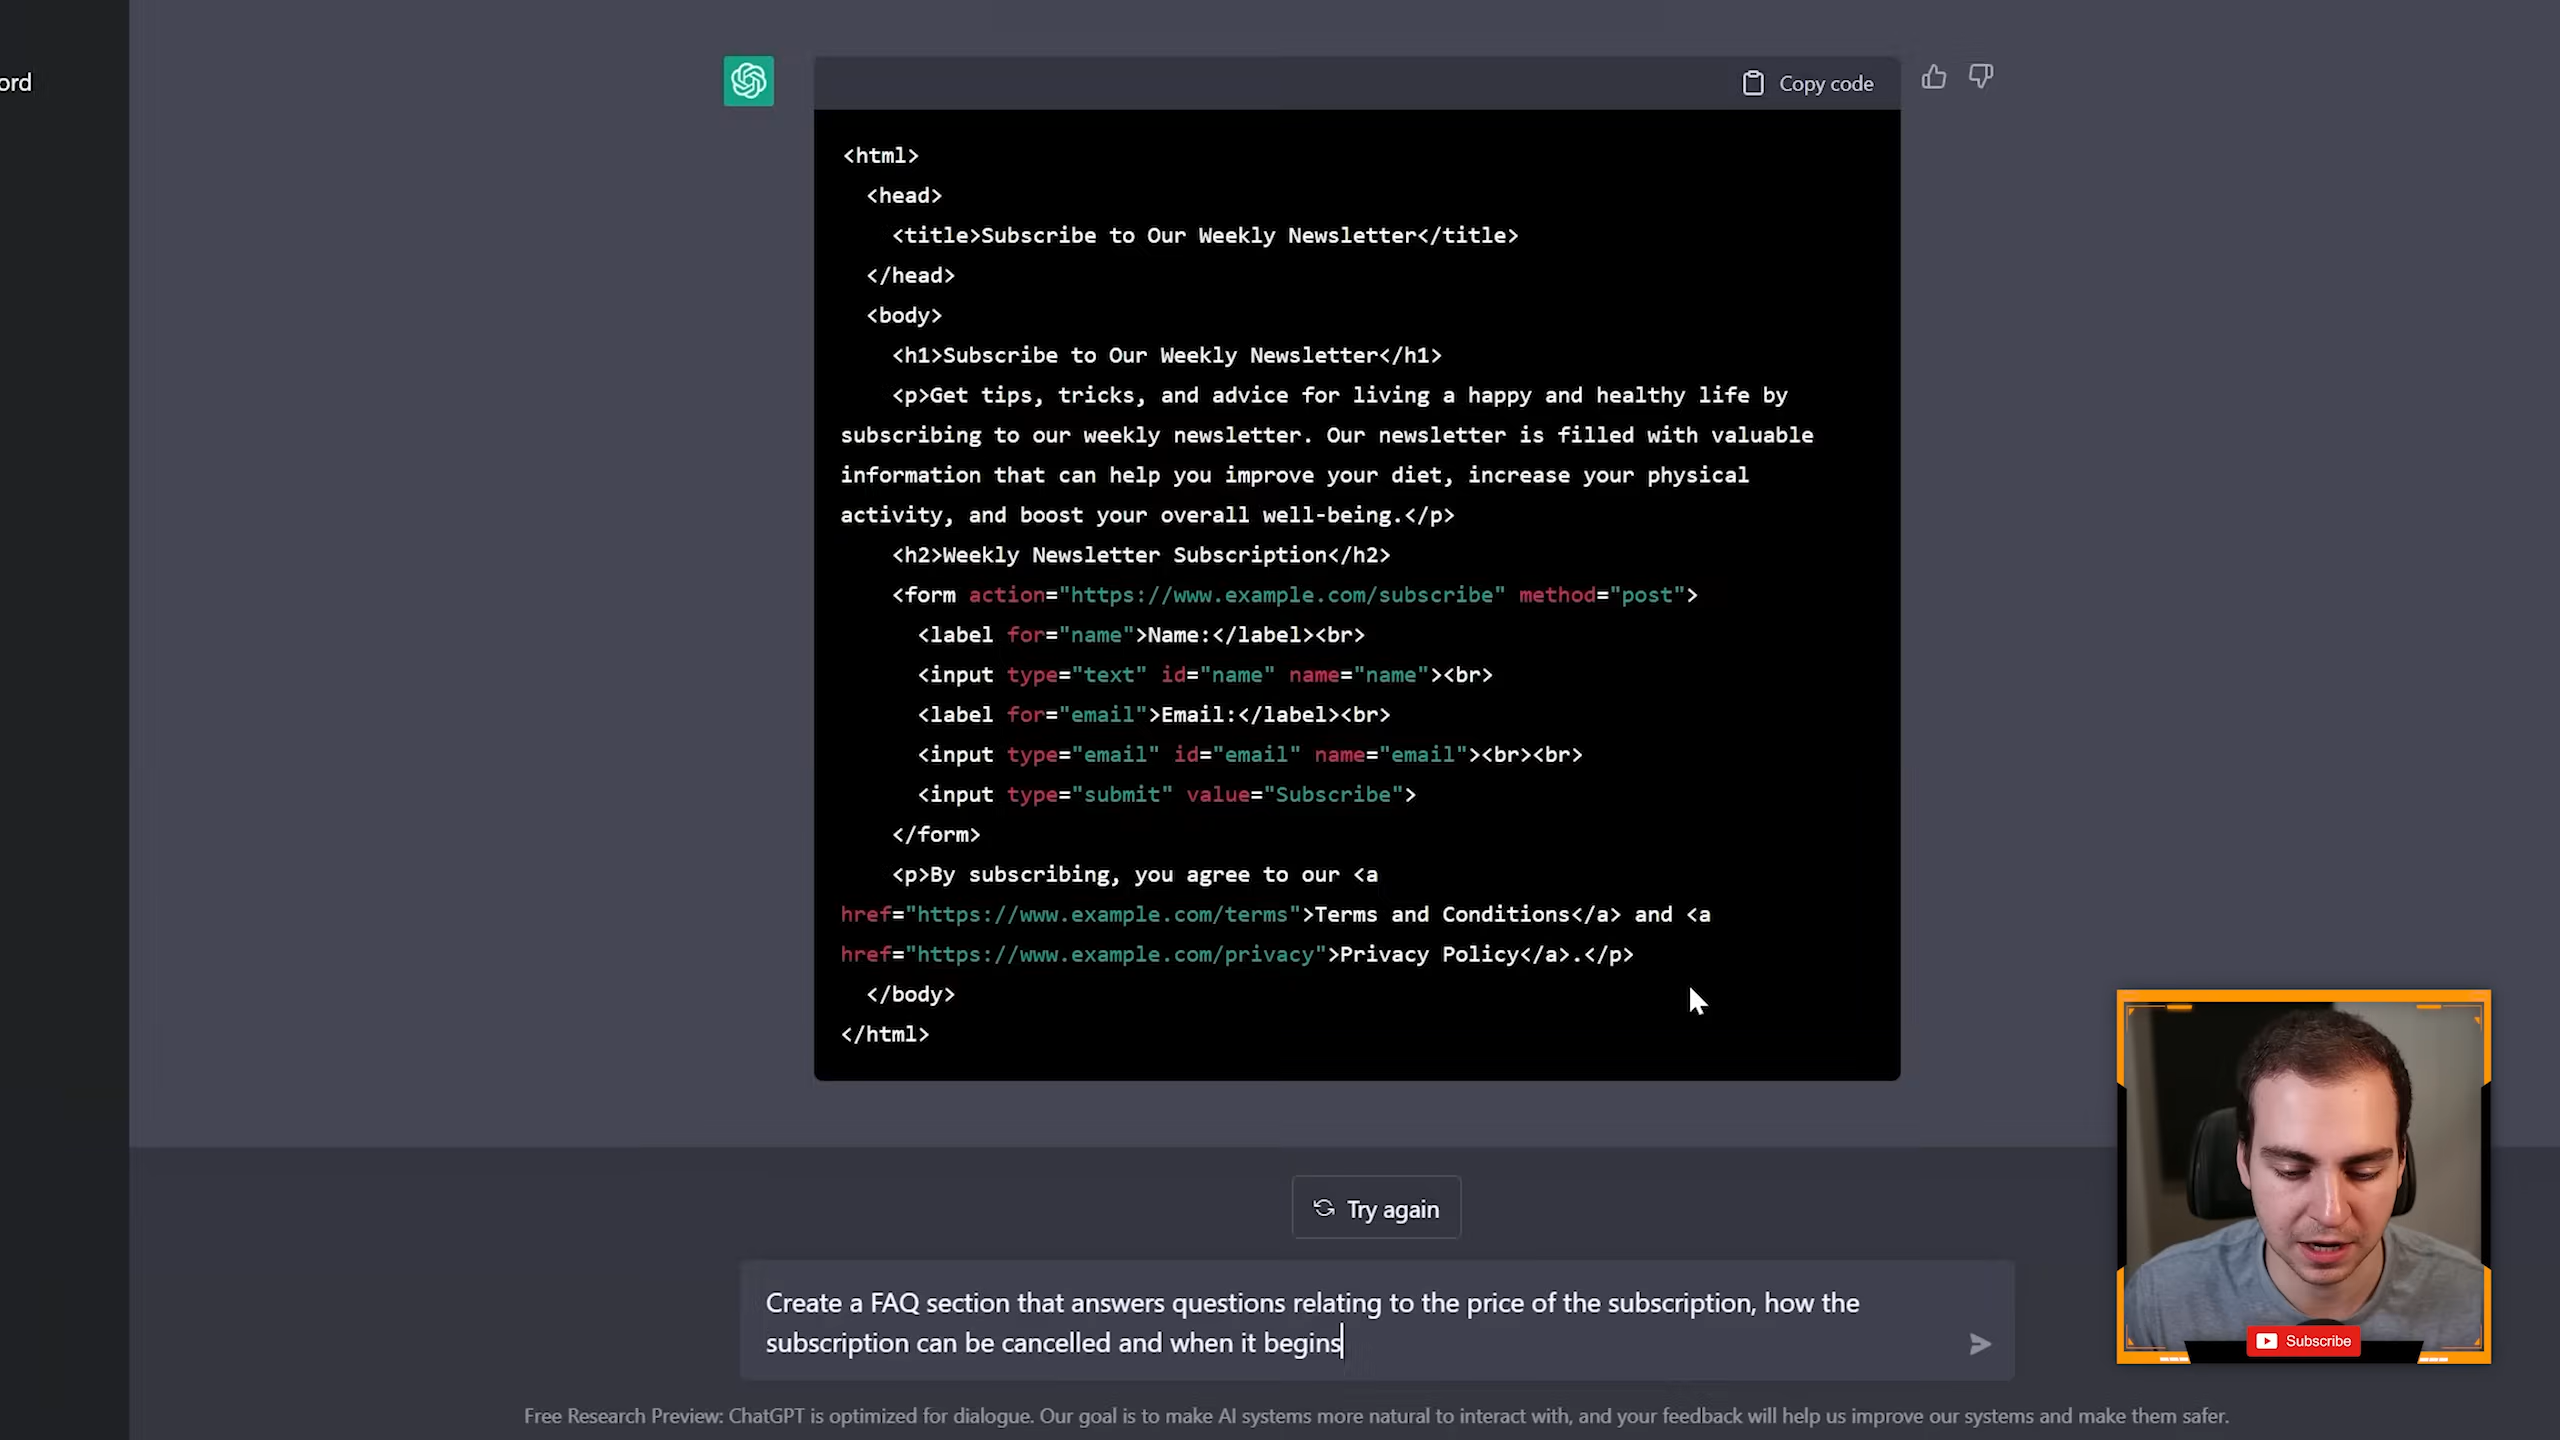 ord
Copy code
<html>
<head>
<title>Subscribe to Our Weekly Newsletter</title>
</head>
<body>
<h1>Subscribe to Our Weekly Newsletter</h1>
<p>Get tips, tricks, and advice for living a happy and healthy life by
subscribing to our weekly newsletter. Our newsletter is filled with valuable
information that can help you improve your diet, increase your physical
activity, and boost your overall well-being.</p>
<h2>Weekly Newsletter Subscription</h2>
<form action="https://www.example.com/subscribe" method="post">
<label for="name">Name:</label><br>
<input type="text" id="name" name="name"><br>
<label for="email">Email:</label><br>
<input type="email" id="email" name="email"><br><br>
<input type="submit" value="Subscribe">
</form>
<p>By subscribing, you agree to our <a
href="https://www.example.com/terms">Terms and Conditions</a> and <a
href="https://www.example.com/privacy">Privacy Policy</a>.</p>
</body>
</html>
Try again
Create a FAQ section that answers questions relating to the price of the subscription, how the
subscription can be cancelled and when it begins
Subscribe
Free Research Preview: ChatGPT is optimized for dialogue. Our goal is to make AI systems more natural to interact with, and your feedback will help us improve our systems and make them safer.